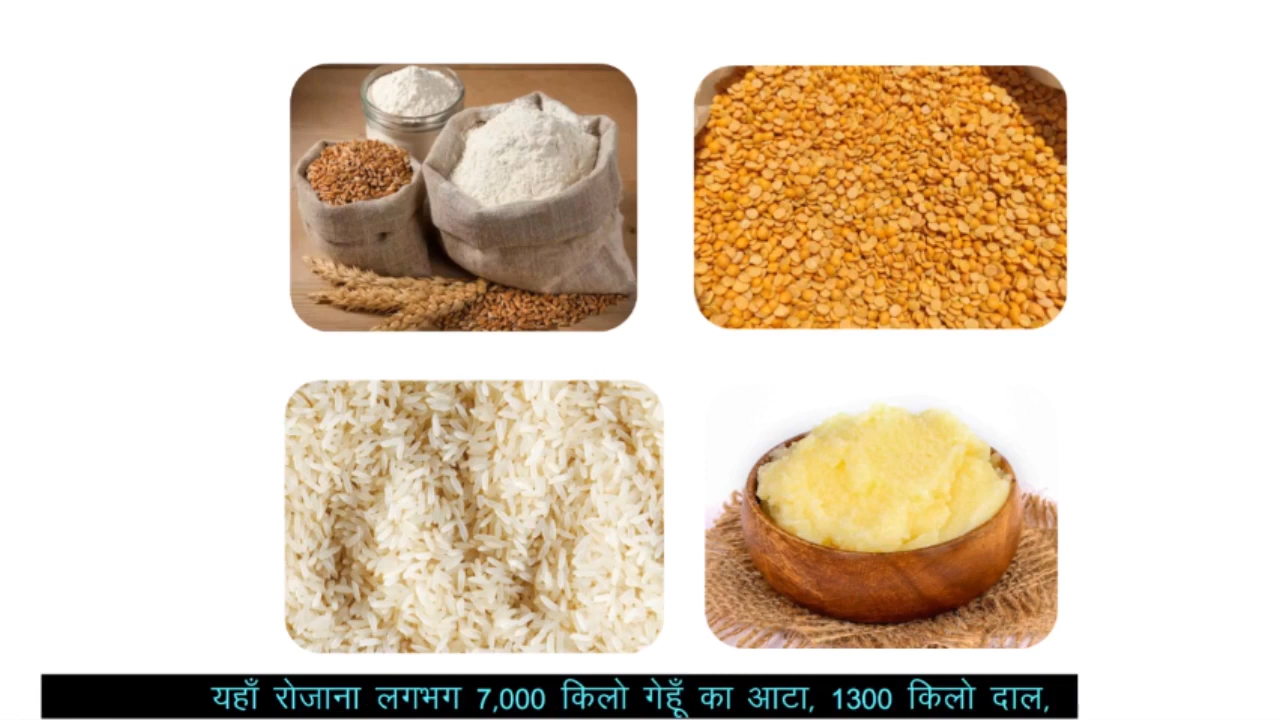 यहाँ रोजाना लगभग 7,000 किलो गेहूँ का आटा, 1300 किलो दाल,